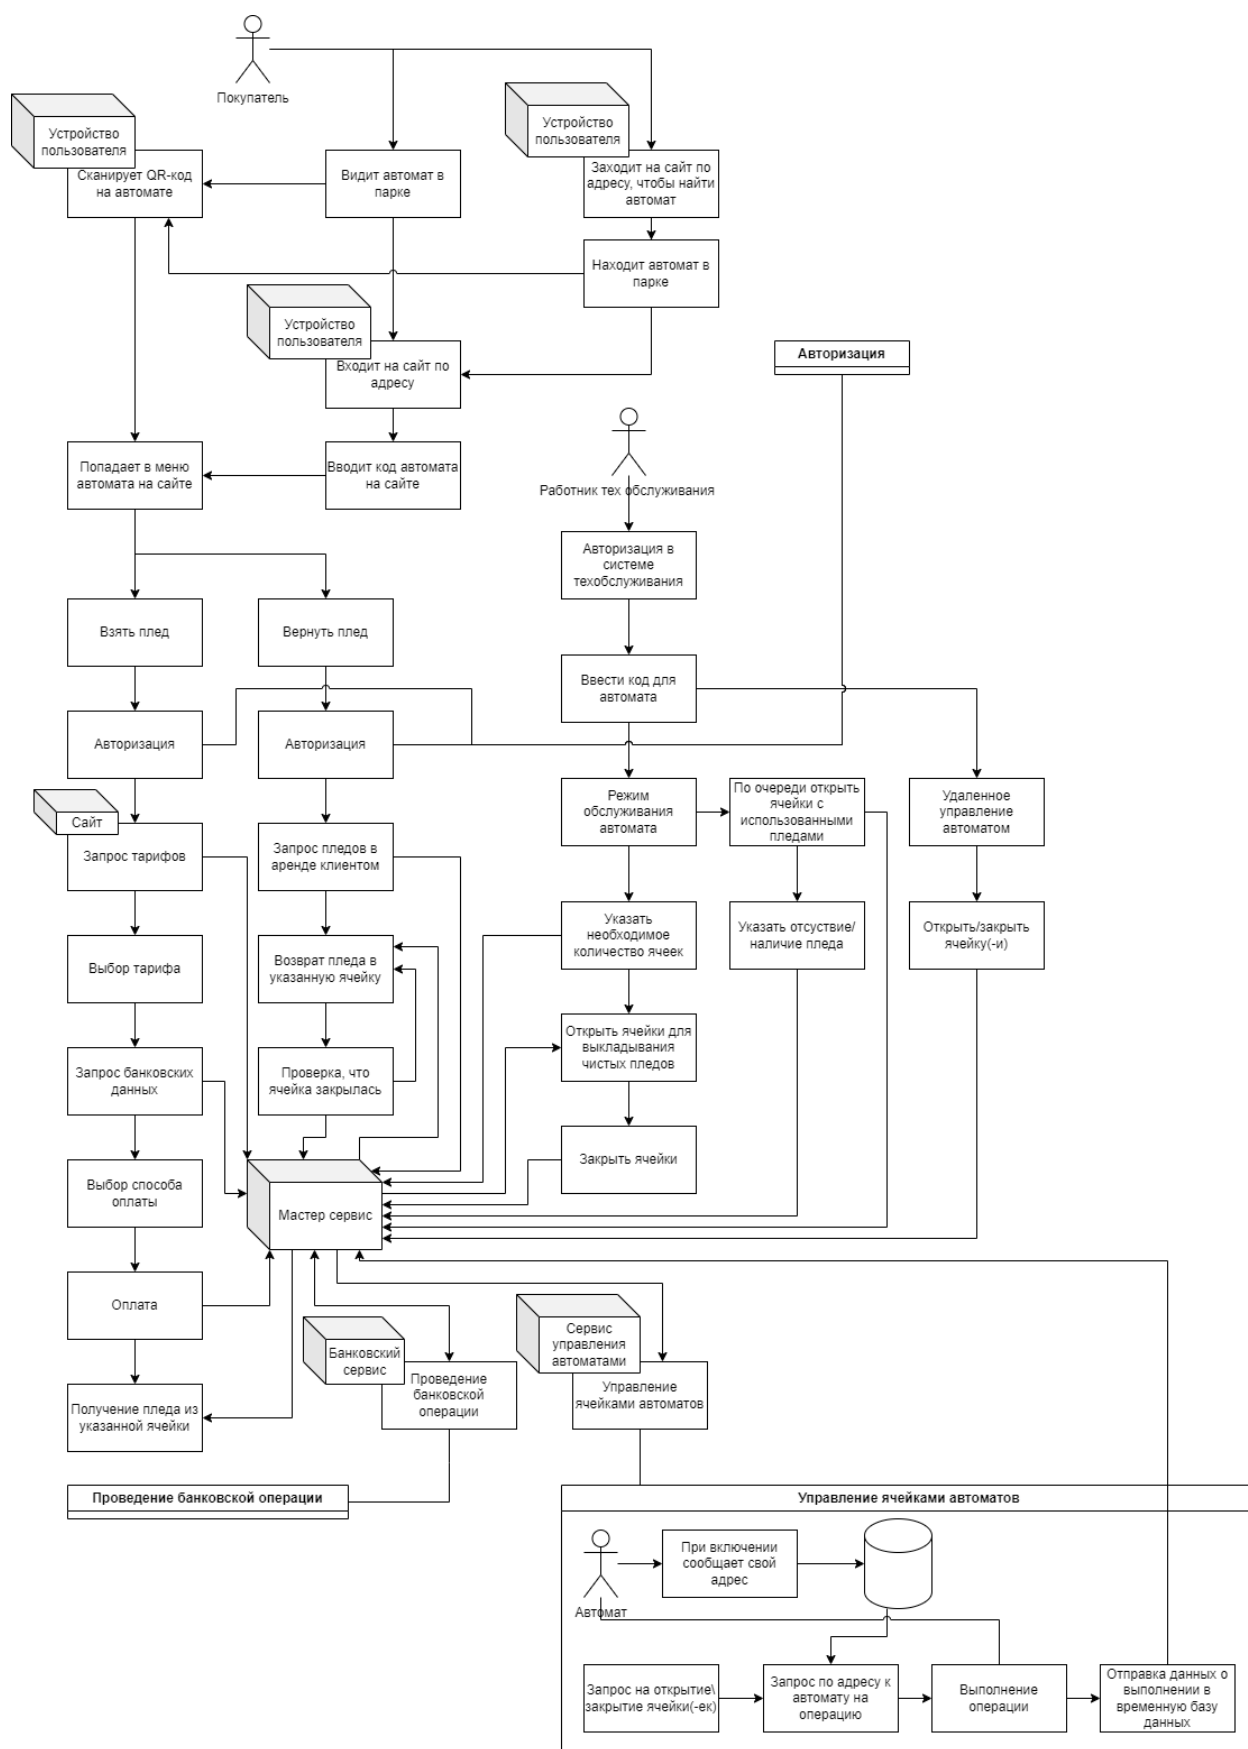 Покупатель
Устройство
пользователя
Устройство
пользователя
Сканирует QR-код
на автомате
Видит автомат в
парке
Заходит на сайт по
адресу, чтобы найти
автомат
Находит автомат в
парке
Устройство
пользователя
Входит на сайт по
адресу
Авторизация
Попадает в меню
автомата на сайте
Вводит код автомата
на сайте
Работник тех обслуживания
Авторизация в
системе
техобслуживания
Взять плед
Вернуть плед
Ввести код для
автомата
Авторизация
Авторизация
Режим
обслуживания
автомата
По очереди открыть
ячейки с
использованными
пледами
Удаленное
управление
автоматом
Сайт
Запрос тарифов
Запрос пледов в
аренде клиентом
Указать
необходимое
количество ячеек
Указать отсуствие/
наличие пледа
Открыть/закрыть
ячейку(-и)
Выбор тарифа
Возврат пледа в
указанную ячейку
Открыть ячейки для
выкладывания
чистых пледов
Запрос банковских
данных
Проверка, что
ячейка закрылась
Закрыть ячейки
Выбор способа
оплаты
Мастер сервис
Оплата
Банковский
сервис
Проведение
банковской
операции
Сервис
управления
автоматами
Управление
ячейками автоматов
Получение пледа из
указанной ячейки
Проведение банковской операции
Управление ячейками автоматов
Автомат
При включении
сообщает свой
адрес
Запрос на открытие\
закрытие ячейки(-ек)
Запрос по адресу к
автомату на
операцию
Выполнение
операции
Отправка данных о
выполнении в
временную базу
данных